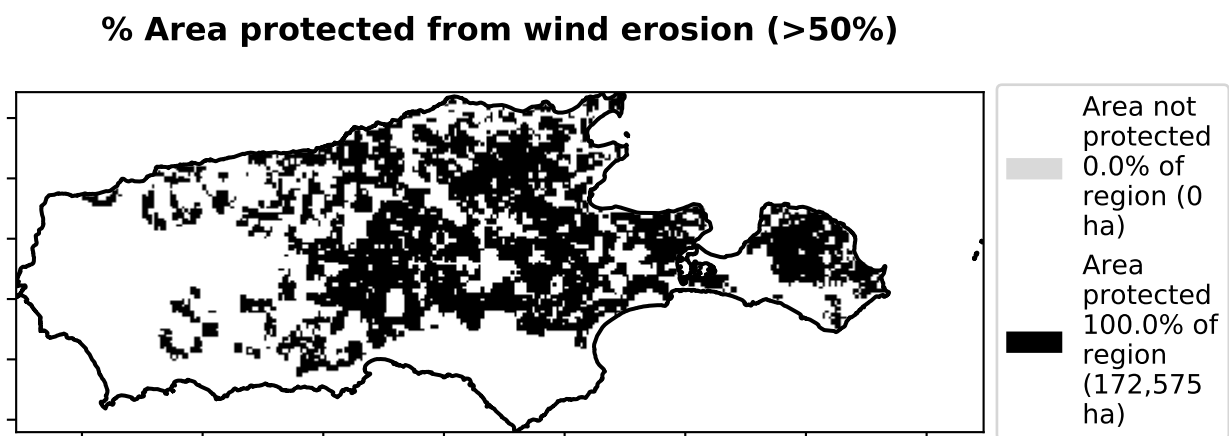 % Area protected from wind erosion (>50%)
Area not
protected
0.0% of
region (0
ha)
Area
protected
100.0% of
region
(172,575
ha)